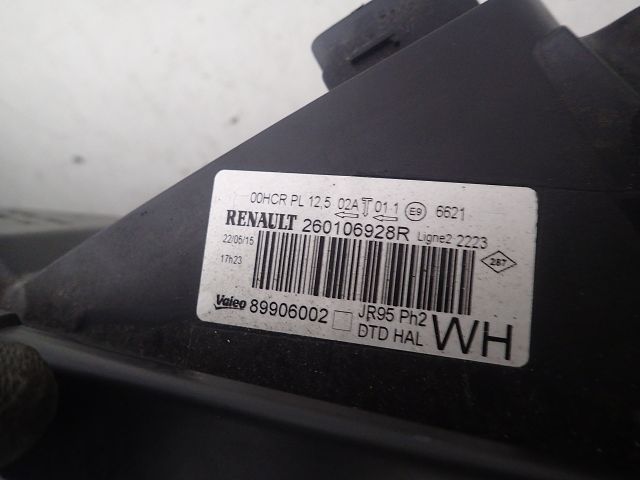 00HCR PL 12.5 02A T 01 1 E9 6621
RENAULT 260106928R Ligne2 2223
22/05/15
17h23
287
Valeo 89906002 JR95 Ph2
DTD HAL WH